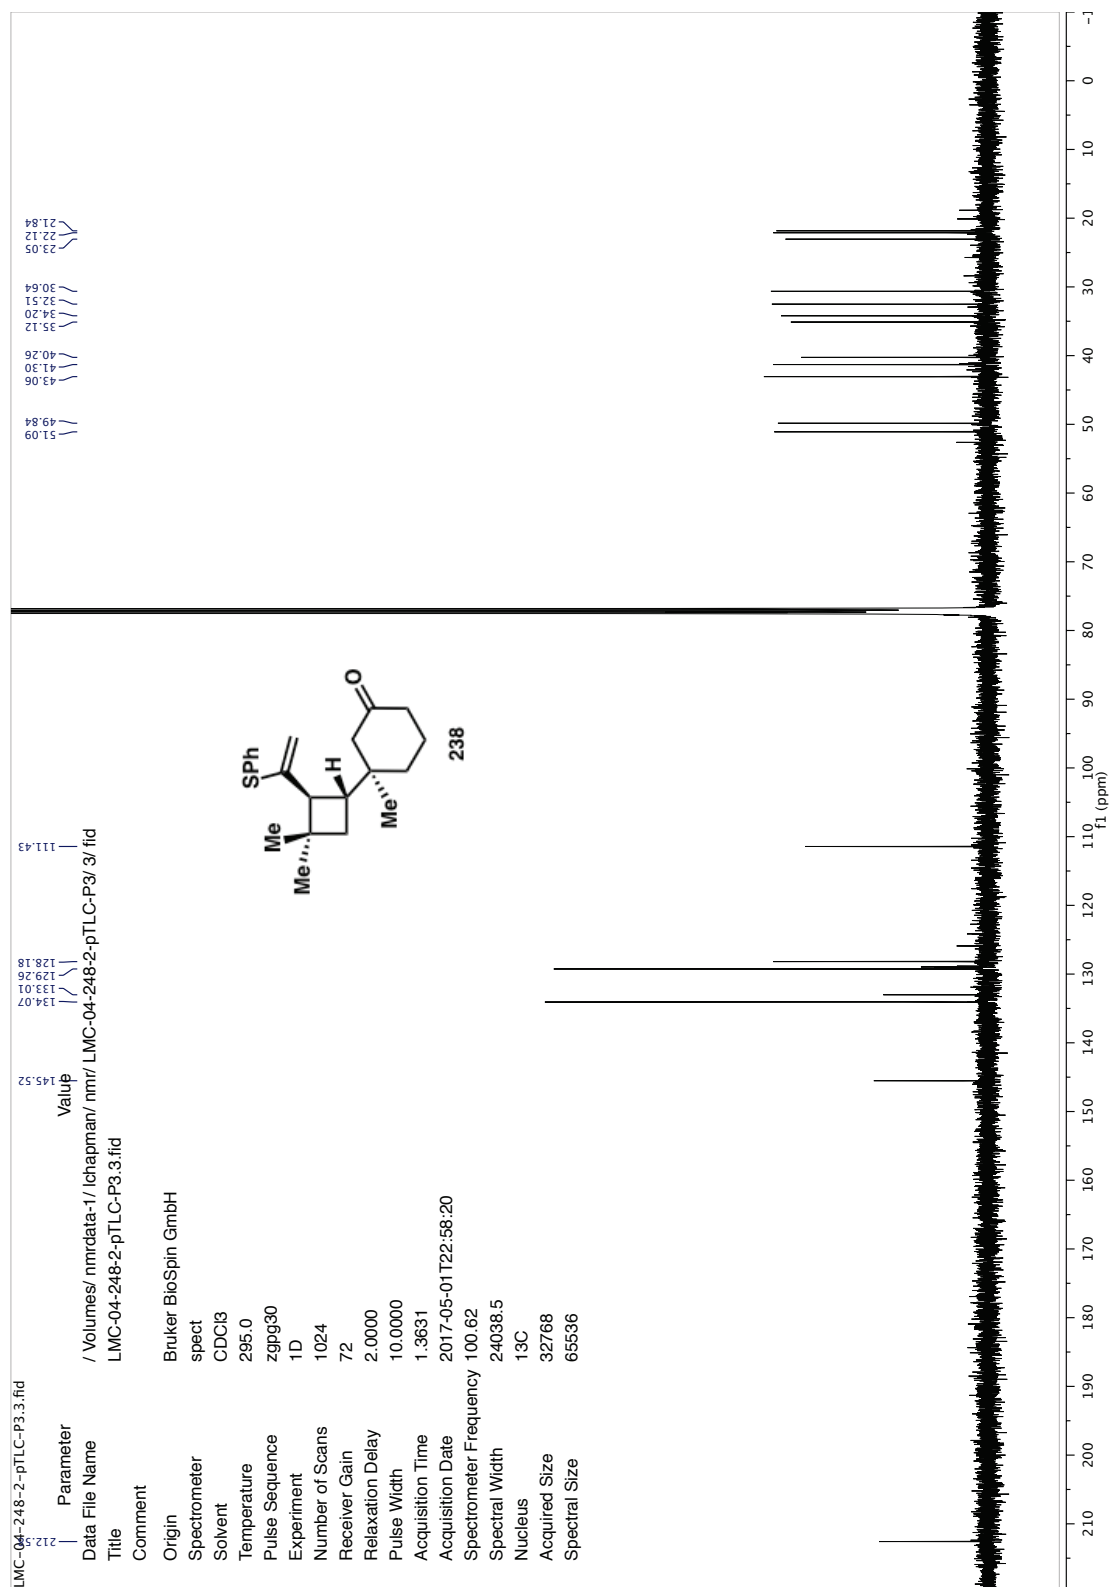 LMC-04-248-2-pTLC-P3.3.fid
Parameter Value
Data File Name / Volumes/ nmrdata-1/ lchapman/ nmr/ LMC-04-248-2-pTLC-P3/ 3/ fid
Title LMC-04-248-2-pTLC-P3.3.fid
Comment
Origin Bruker BioSpin GmbH
Spectrometer spect
Solvent CDCl3
Temperature 295.0
Pulse Sequence zgpg30
Experiment 1D
Number of Scans 1024
Receiver Gain 72
Relaxation Delay 2.0000
Pulse Width 10.0000
Acquisition Time 1.3631
Acquisition Date 2017-05-01T22:58:20
Spectrometer Frequency 100.62
Spectral Width 24038.5
Nucleus 13C
Acquired Size 32768
Spectral Size 65536
145.52
134.07
133.01
129.26
128.18
111.43
51.09
49.84
43.06
41.30
40.26
35.12
34.20
32.51
30.64
23.05
22.12
21.84
SPh
Me
Me
H
O
Me
238
210 200 190 180 170 160 150 140 130 120 110 100 90 80 70 60 50 40 30 20 10 0
f1 (ppm)